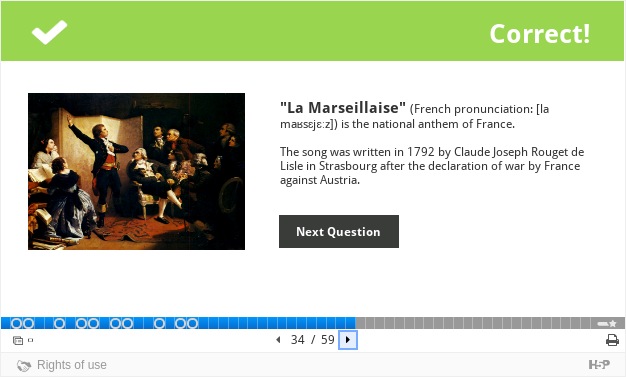 Correct!
"La Marseillaise" (French pronunciation: [la
maʁsɛjɛːz]) is the national anthem of France.
The song was written in 1792 by Claude Joseph Rouget de
Lisle in Strasbourg after the declaration of war by France
against Austria.
Next Question
34 / 59
Rights of use
H5P